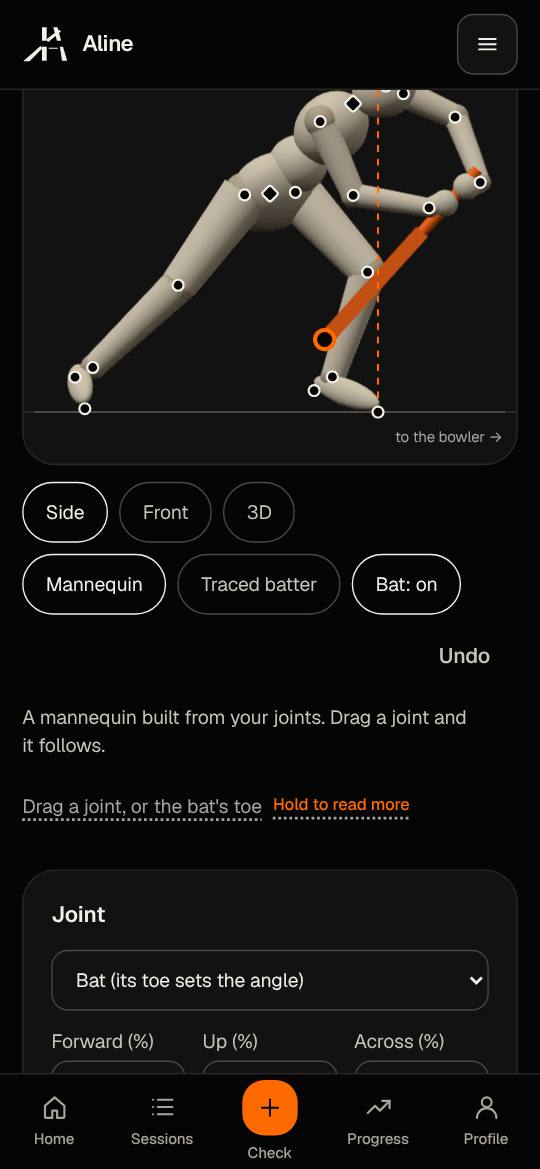 Aline
to the bowler →
Side
Front
3D
Mannequin
Traced batter
Bat: on
Undo
A mannequin built from your joints. Drag a joint and
it follows.
Drag a joint, or the bat's toe Hold to read more
Joint
Bat (its toe sets the angle)
Forward (%)
Up (%)
Across (%)
Home
Sessions
Check
Progress
Profile